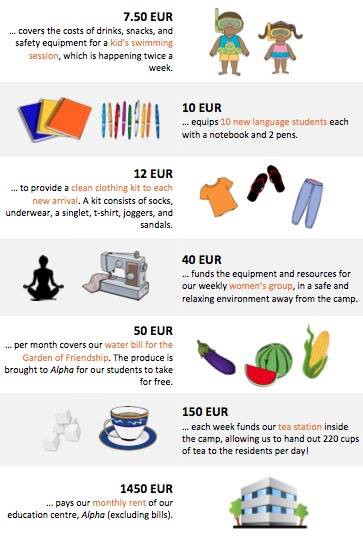 7.50 EUR
... covers the costs of drinks, snacks, and
safety equipment for a kid's swimming
session, which is happening twice a
week.
10 EUR
... equips 10 new language students each
with a notebook and 2 pens.
12 EUR
... to provide a clean clothing kit to each
new arrival. A kit consists of socks,
underwear, a singlet, t-shirt, joggers, and
sandals.
40 EUR
... funds the equipment and resources for
our weekly women's group, in a safe and
relaxing environment away from the camp.
50 EUR
... per month covers our water bill for the
Garden of Friendship. The produce is
brought to Alpha for our students to take
for free.
150 EUR
... each week funds our tea station inside
the camp, allowing us to hand out 220 cups
of tea to the residents per day!
1450 EUR
... pays our monthly rent of our
education centre, Alpha (excluding bills).